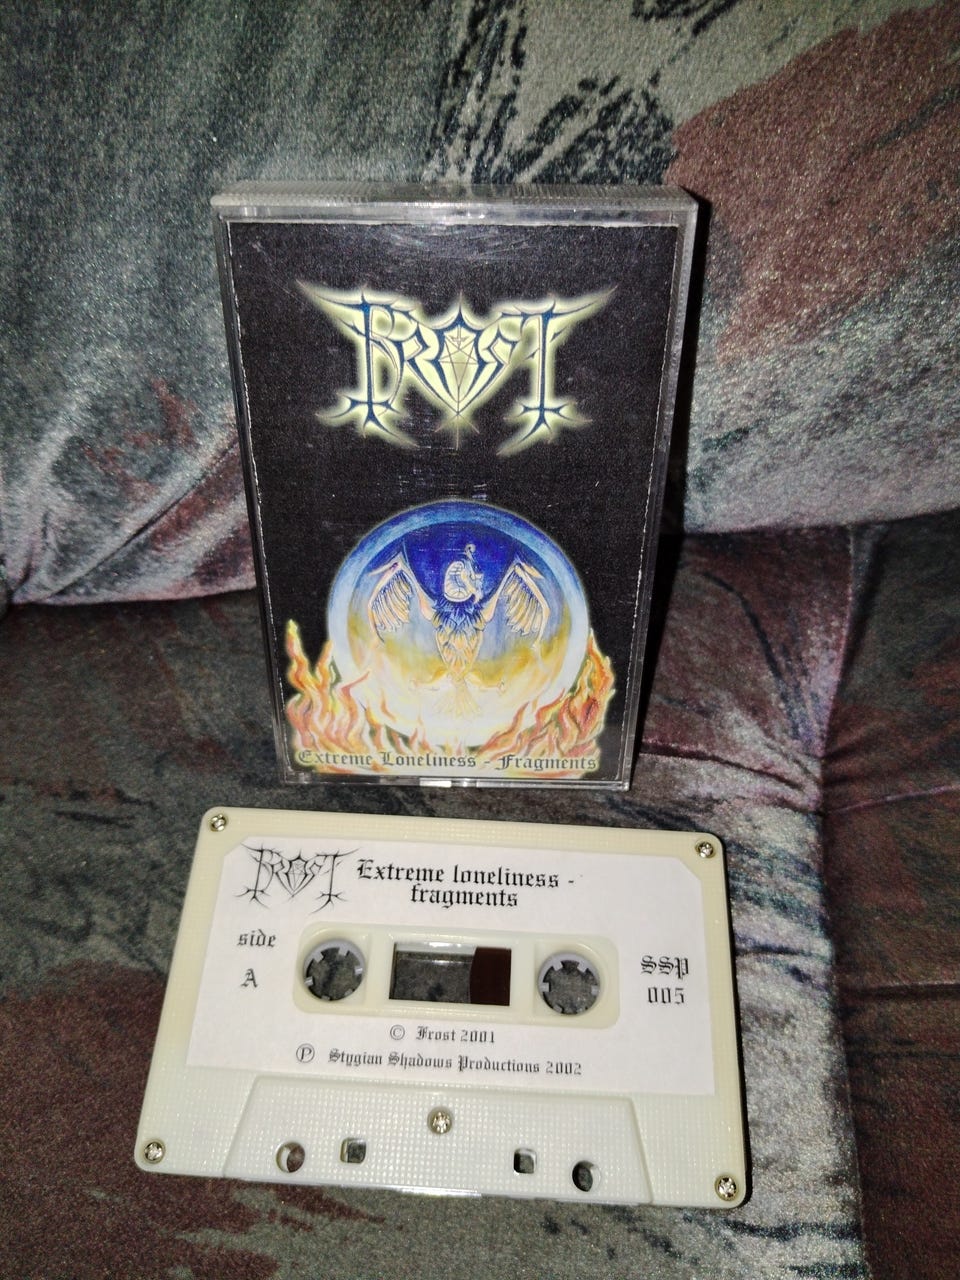 FROST
Extreme Loneliness - Fragments
FROST
Extreme loneliness -
fragments
side
A
SSP
005
© Frost 2001
℗ Stygian Shadows Productions 2002